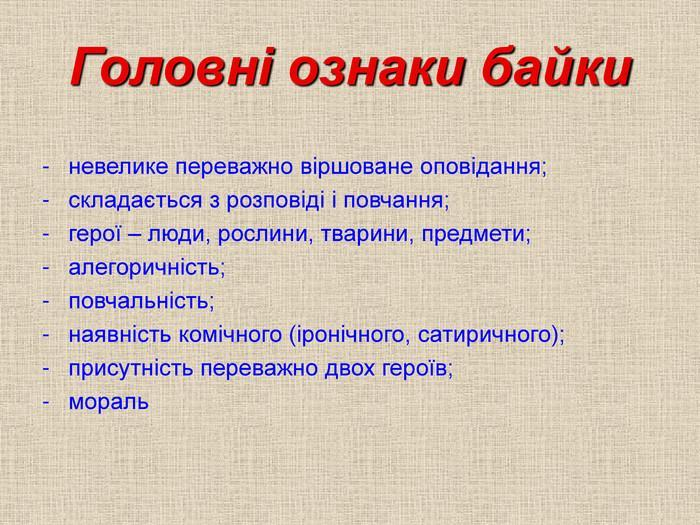 Головні ознаки байки
- невелике переважно віршоване оповідання;
- складається з розповіді і повчання;
- герої – люди, рослини, тварини, предмети;
- алегоричність;
- повчальність;
- наявність комічного (іронічного, сатиричного);
- присутність переважно двох героїв;
- мораль